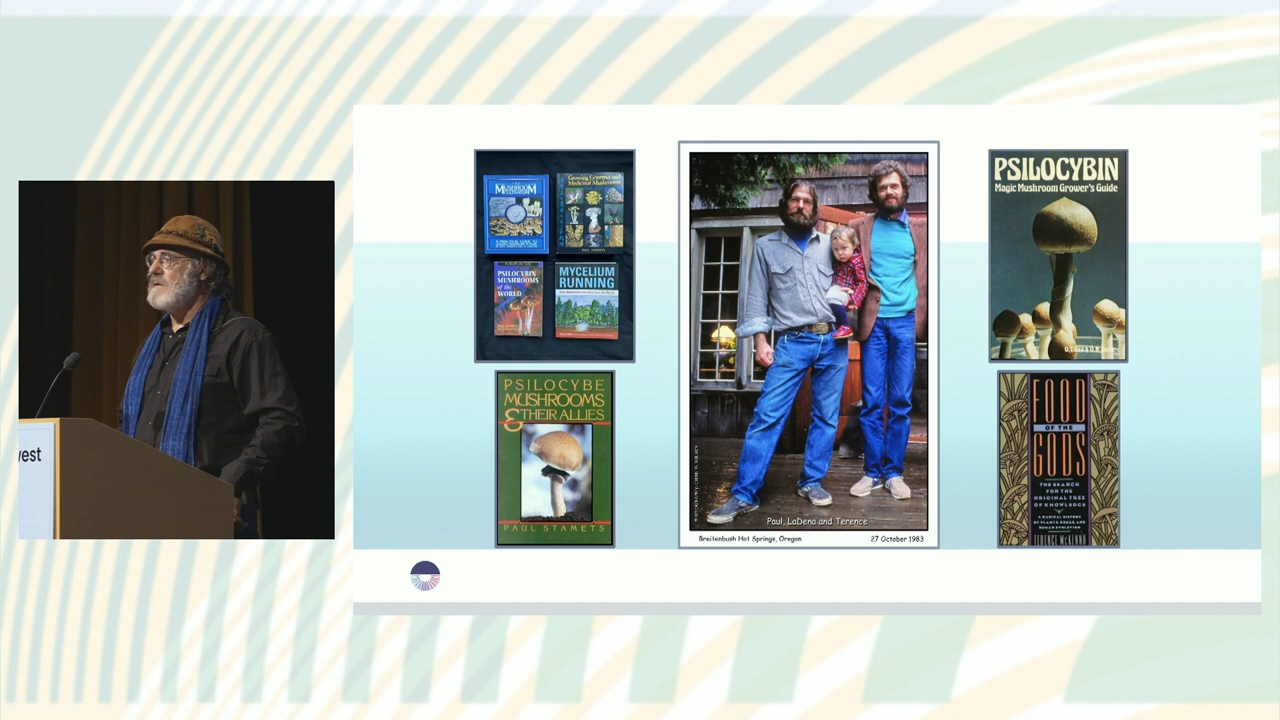 vest
MUSHROOM
Growing Gourmet and
Medicinal Mushrooms
PAUL STAMETS
PSILOCYBIN
MUSHROOMS
of the
WORLD
MYCELIUM
RUNNING
PSILOCYBE
MUSHROOMS
& THEIR ALLIES
PAUL STAMETS
Paul, LaDena and Terence
Breitenbush Hot Springs, Oregon
27 October 1983
PSILOCYBIN
Magic Mushroom Grower's Guide
FOOD
OF THE
GODS
THE SEARCH
FOR THE
ORIGINAL TREE
OF KNOWLEDGE
A RADICAL HISTORY
OF PLANTS, DRUGS, AND
HUMAN EVOLUTION
TERENCE McKENNA